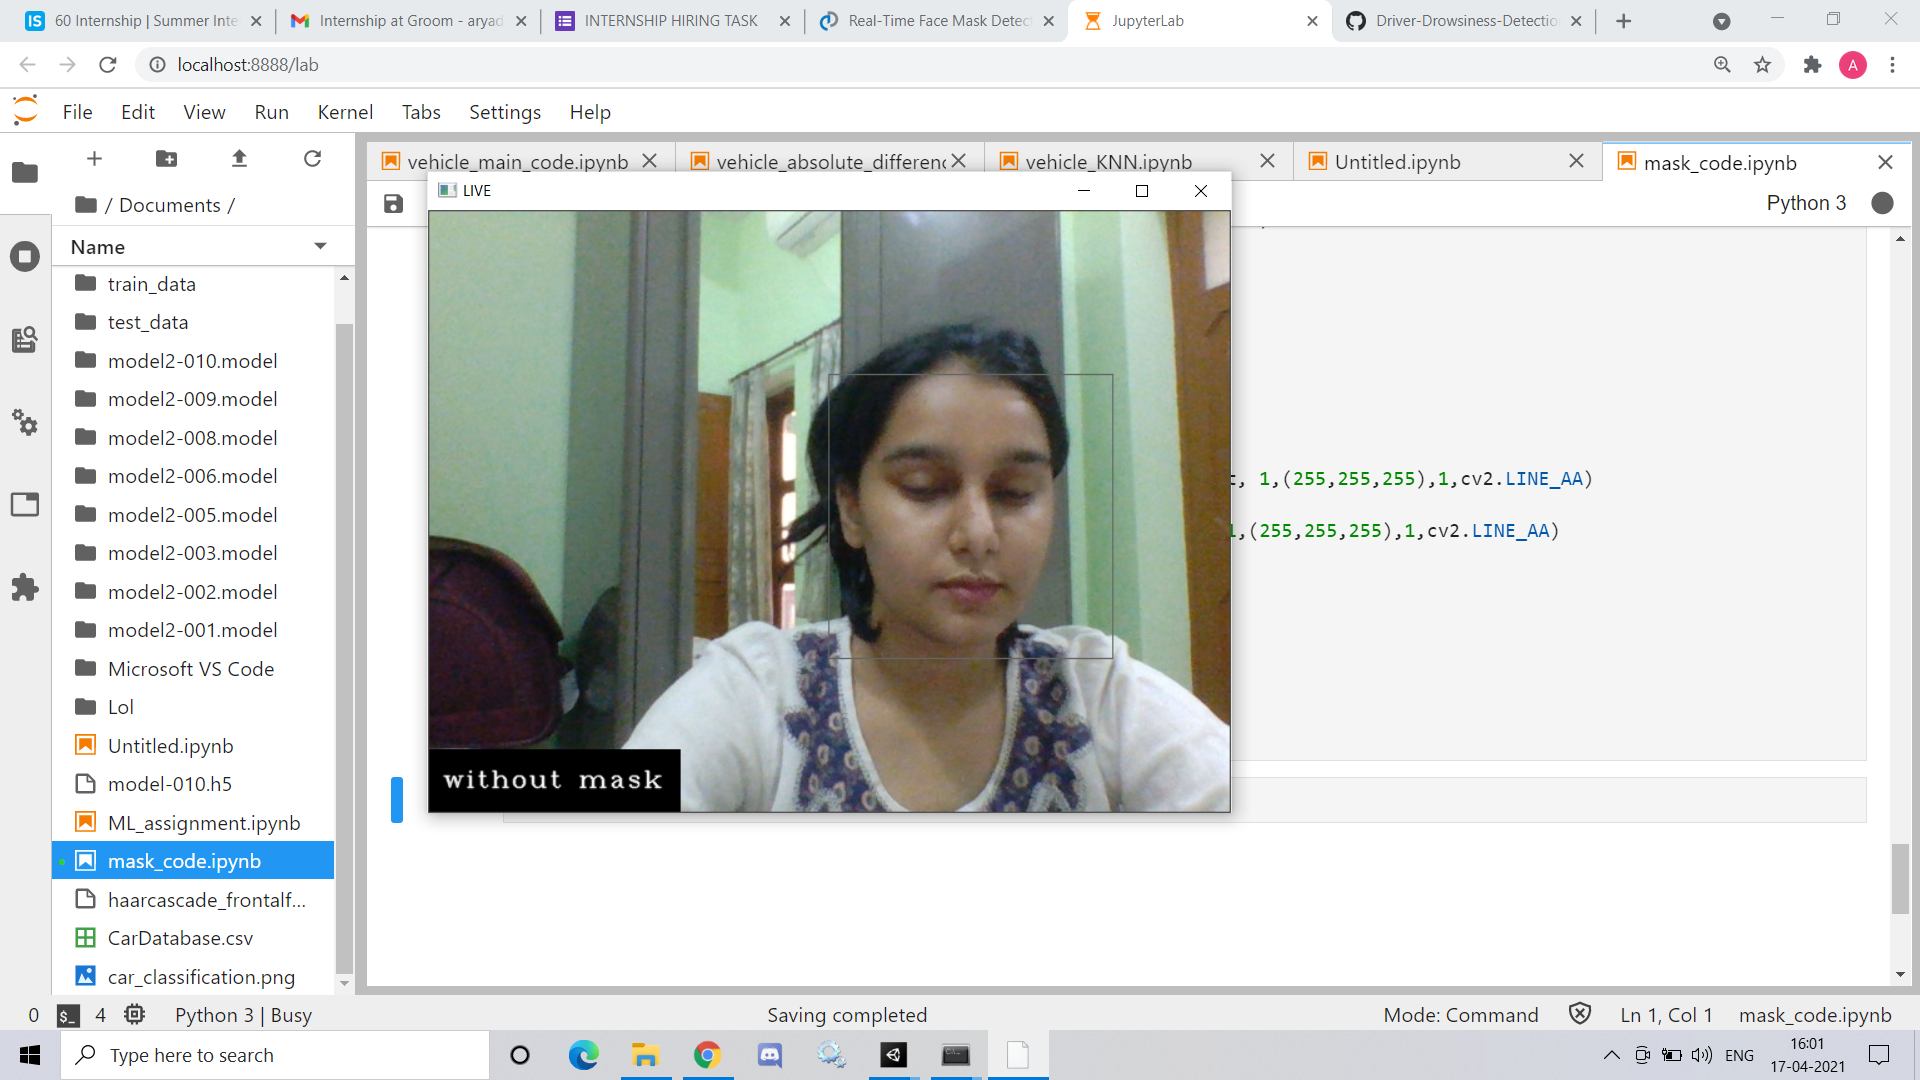 60 Internship | Summer Inte
Internship at Groom - aryad
INTERNSHIP HIRING TASK
Real-Time Face Mask Detect
JupyterLab
Driver-Drowsiness-Detectio
localhost:8888/lab
A
File Edit View Run Kernel Tabs Settings Help
vehicle_main_code.ipynb
vehicle_absolute_differenc
vehicle_KNN.ipynb
Untitled.ipynb
mask_code.ipynb
/ Documents /
LIVE
Python 3
Name
train_data
test_data
model2-010.model
model2-009.model
model2-008.model
model2-006.model
model2-005.model
model2-003.model
model2-002.model
model2-001.model
Microsoft VS Code
Lol
Untitled.ipynb
model-010.h5
ML_assignment.ipynb
mask_code.ipynb
haarcascade_frontalf...
CarDatabase.csv
car_classification.png
t, 1,(255,255,255),1,cv2.LINE_AA)
1,(255,255,255),1,cv2.LINE_AA)
without mask
0 $_ 4 Python 3 | Busy Saving completed Mode: Command Ln 1, Col 1 mask_code.ipynb
Type here to search
ENG
16:01
17-04-2021